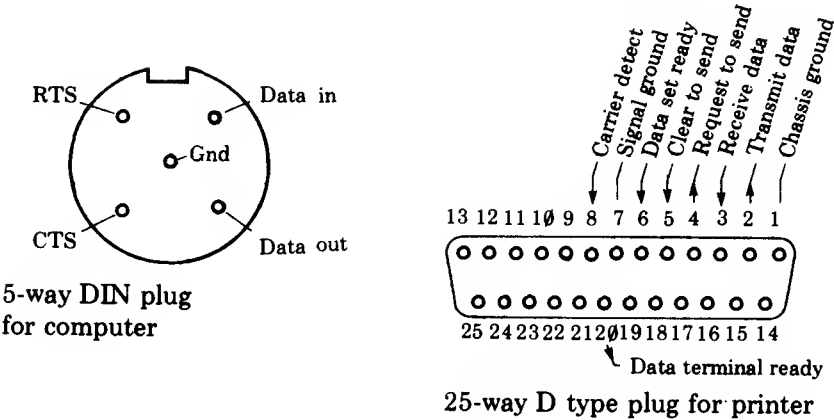 RTS
Data in
Gnd
CTS
Data out
5-way DIN plug
for computer
Carrier detect
Signal ground
Data set ready
Clear to send
Request to send
Receive data
Transmit data
Chassis ground
13 12 11 10 9 8 7 6 5 4 3 2 1
25 24 23 22 21 20 19 18 17 16 15 14
Data terminal ready
25-way D type plug for printer